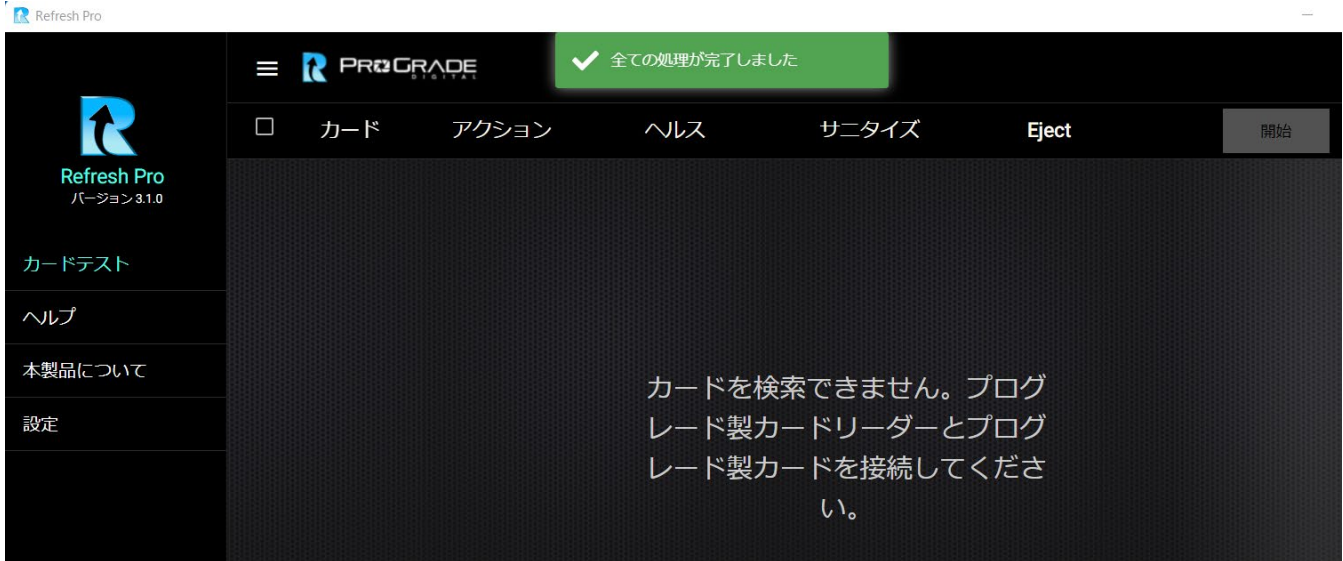 Refresh Pro
PROGRADE
DIGITAL
全ての処理が完了しました
カード アクション ヘルス サニタイズ Eject 開始
Refresh Pro
バージョン 3.1.0
カードテスト
ヘルプ
本製品について
設定
カードを検索できません。プログ
レード製カードリーダーとプログ
レード製カードを接続してくださ
い。